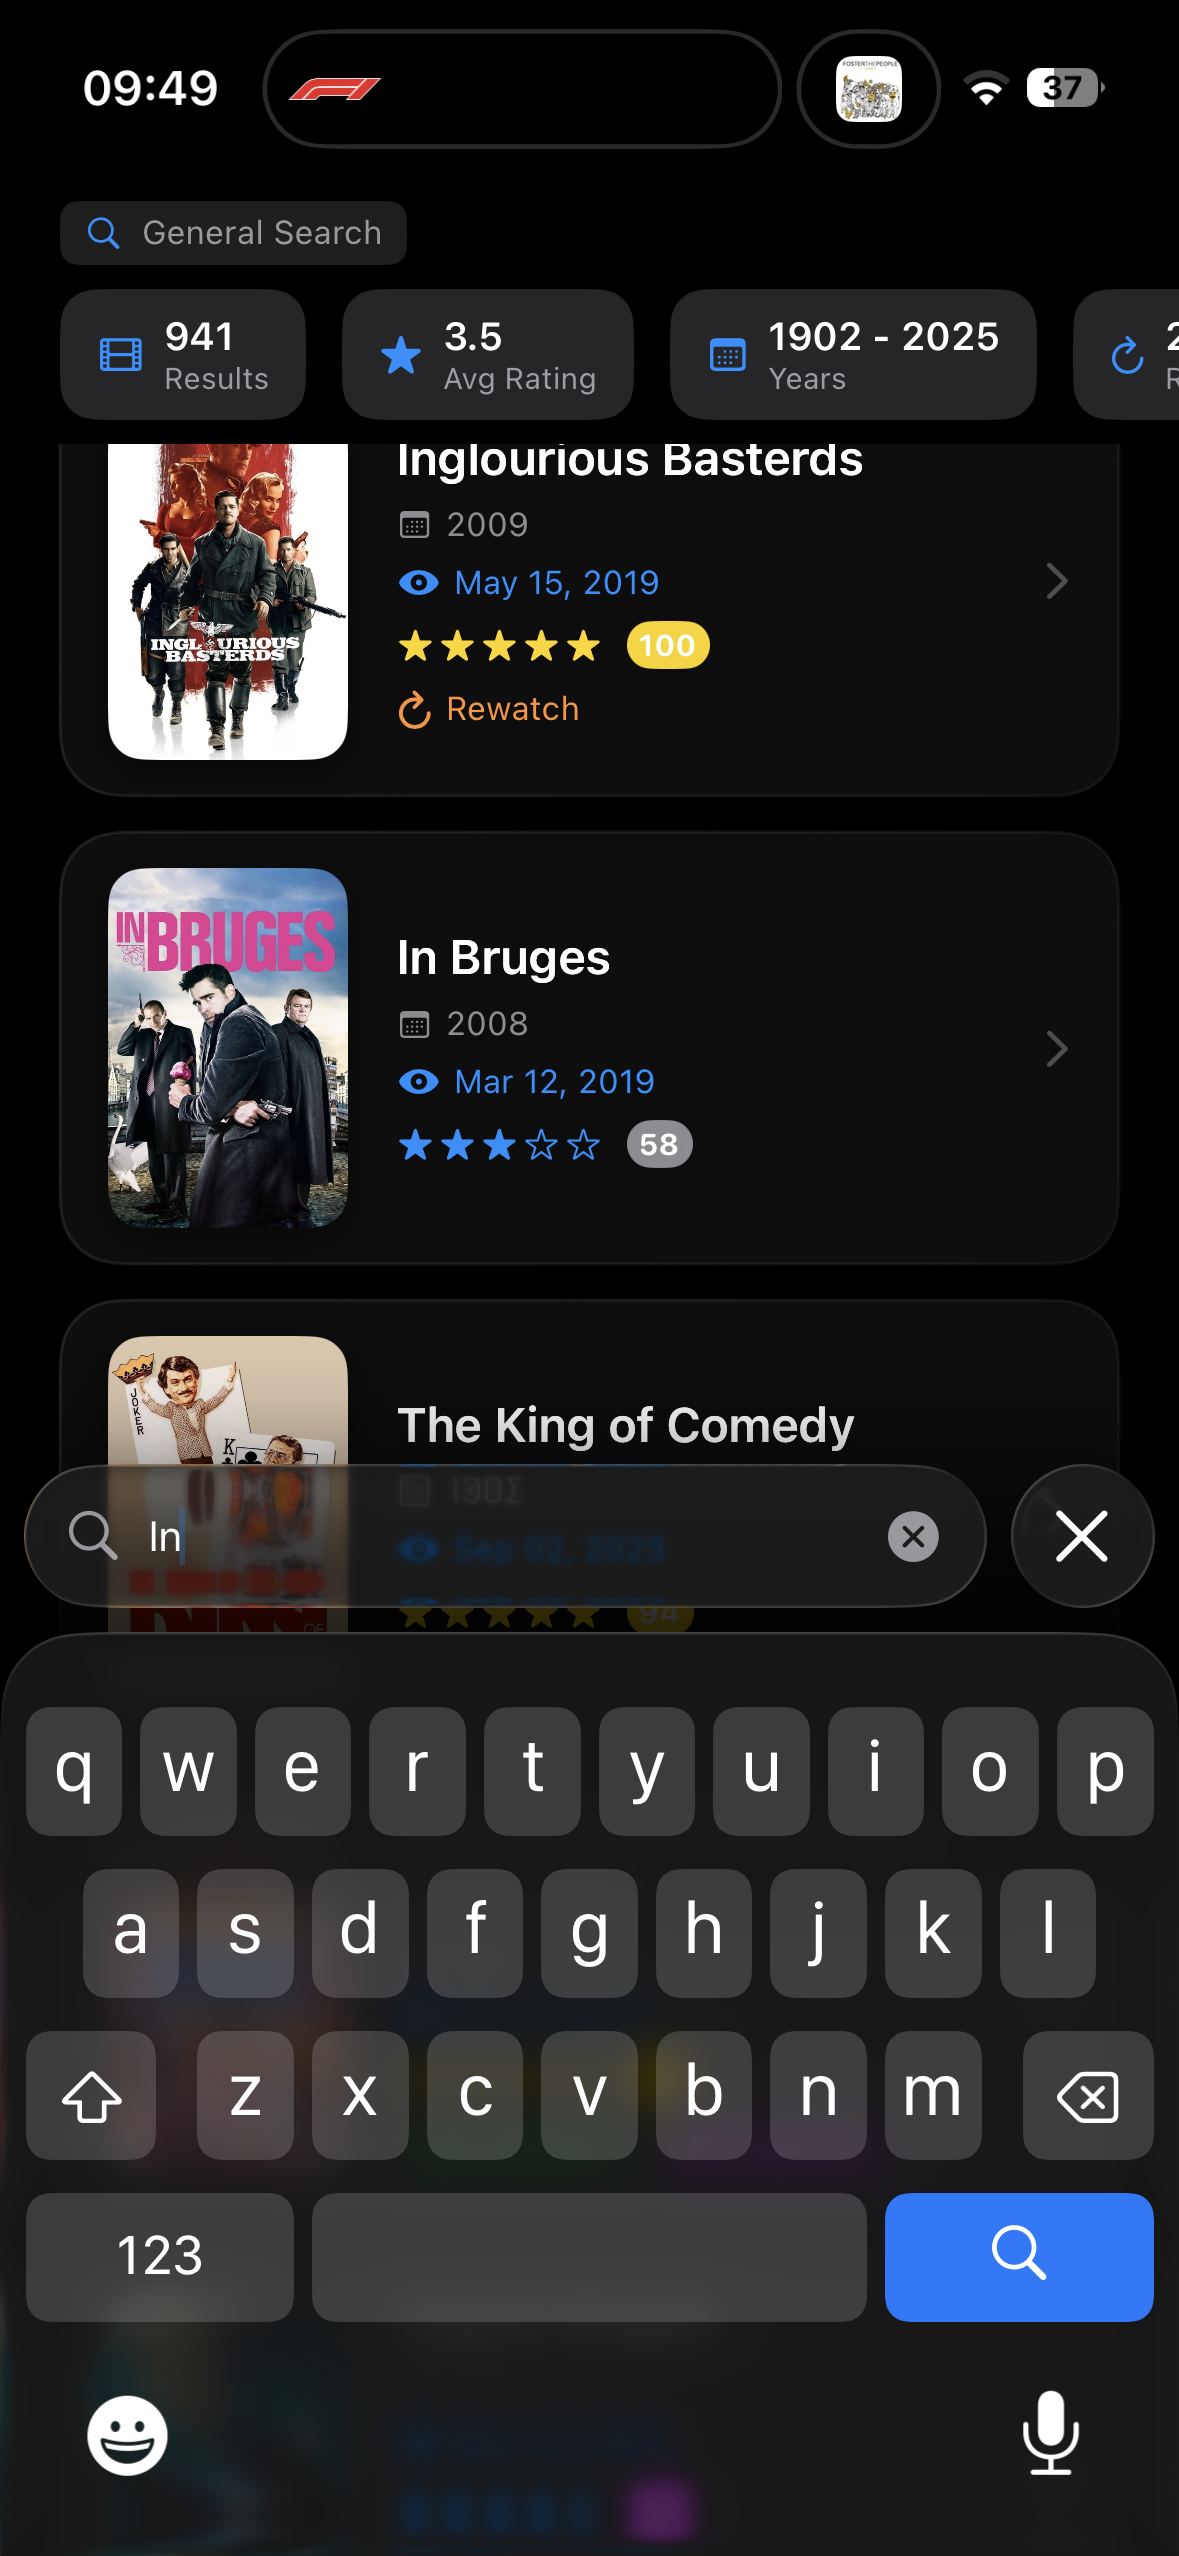 09:49
FOSTERTHEPEOPLE
37
General Search
941
Results
3.5
Avg Rating
1902 - 2025
Years
Inglourious Basterds
2009
May 15, 2019
100
Rewatch
INGLOURIOUS
BASTERDS
IN
BRUGES
In Bruges
2008
Mar 12, 2019
58
JOKER
K
The King of Comedy
In
Sep 02, 2023
94
OF
q w e r t y u i o p
a s d f g h j k l
z x c v b n m
123